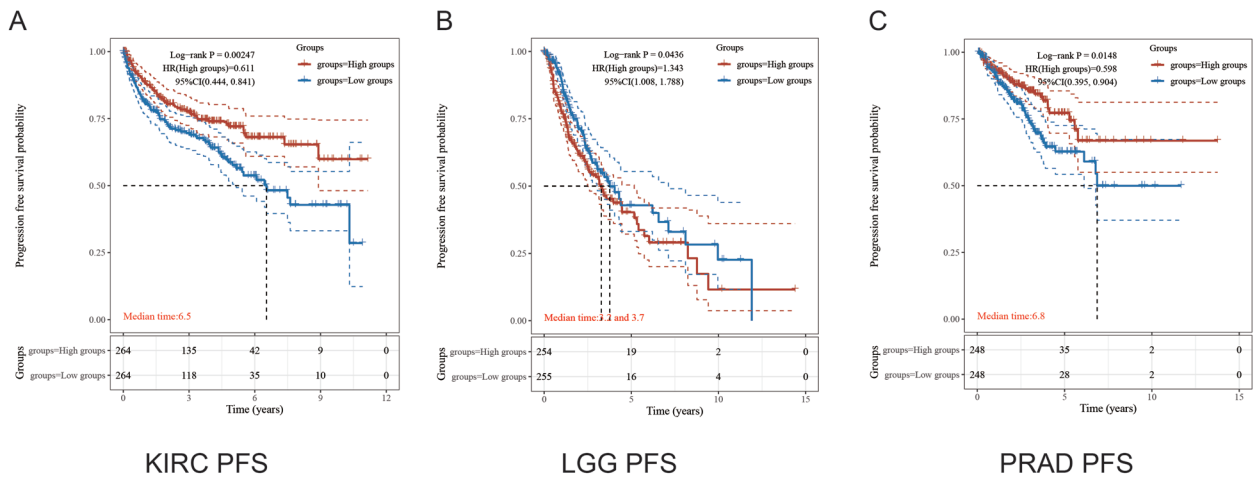 A
Log-rank P = 0.00247
HR(High groups)=0.611
95%CI(0.444, 0.841)
Groups
groups=High groups
groups=Low groups
Progression free survival probability
1.00
0.75
0.50
0.25
0.00
Median time:6.5
Groups
groups=High groups 264 135 42 9 0
groups=Low groups 264 118 35 10 0
0 3 6 9 12
Time (years)
KIRC PFS
B
Log-rank P = 0.0436
HR(High groups)=1.343
95%CI(1.008, 1.788)
Groups
groups=High groups
groups=Low groups
Progression free survival probability
1.00
0.75
0.50
0.25
0.00
Median time:3.2 and 3.7
Groups
groups=High groups 254 19 2 0
groups=Low groups 255 16 4 0
0 5 10 15
Time (years)
LGG PFS
C
Log-rank P = 0.0148
HR(High groups)=0.598
95%CI(0.395, 0.904)
Groups
groups=High groups
groups=Low groups
Progression free survival probability
1.00
0.75
0.50
0.25
0.00
Median time:6.8
Groups
groups=High groups 248 35 2 0
groups=Low groups 248 28 2 0
0 5 10 15
Time (years)
PRAD PFS